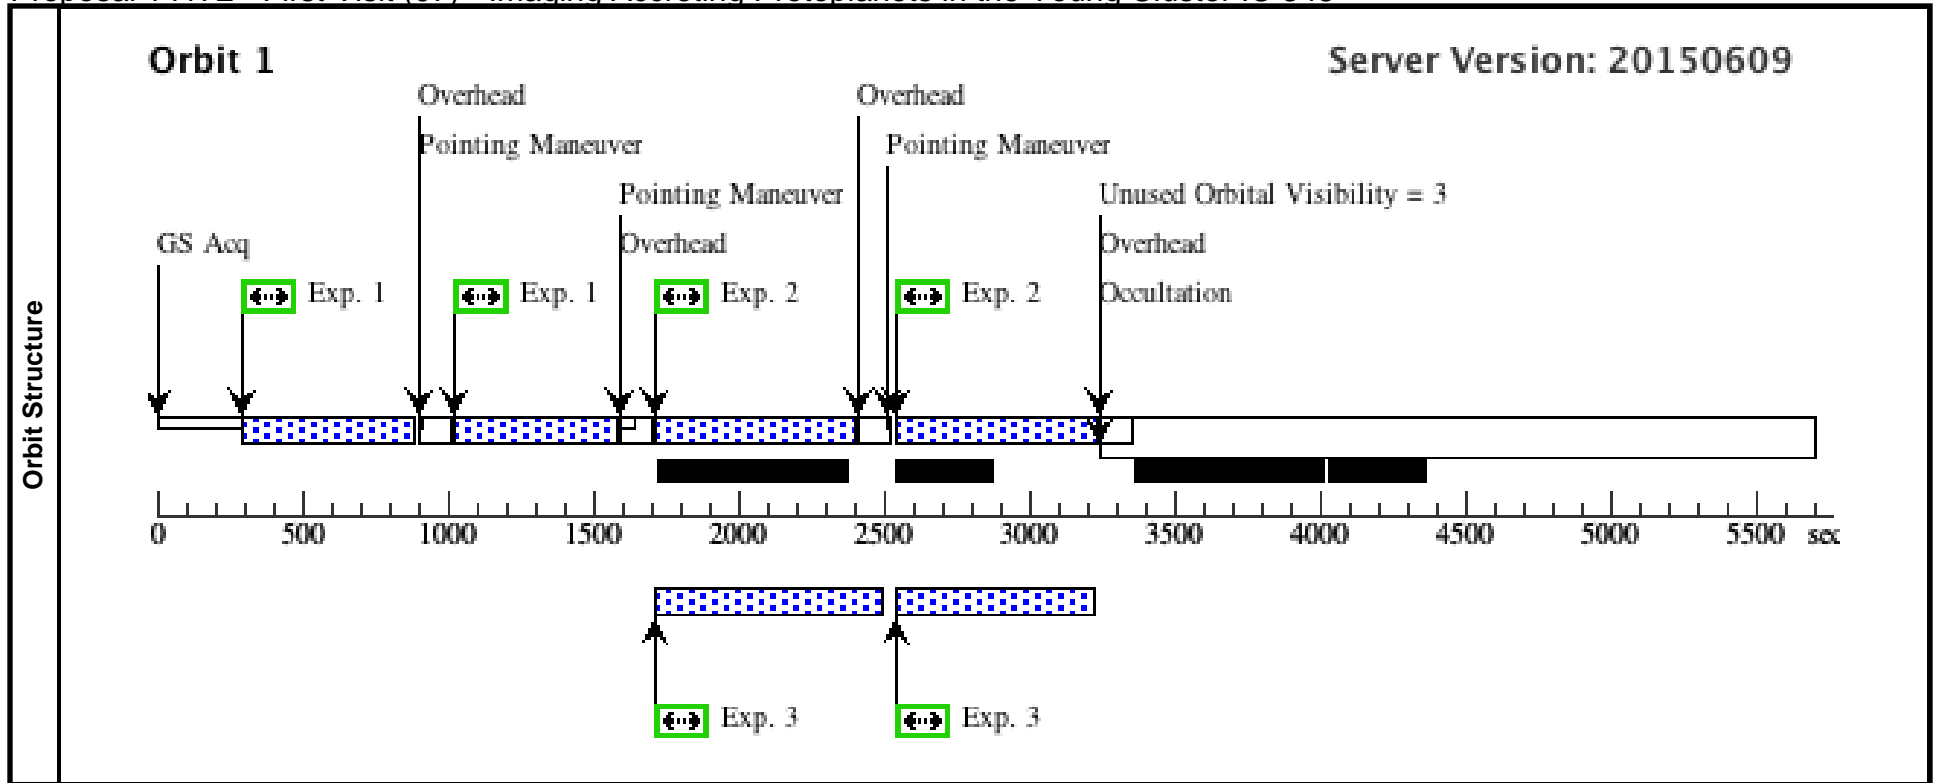 Orbit 1
Server Version: 20150609
Overhead
Overhead
Pointing Maneuver
Pointing Maneuver
Pointing Maneuver
Unused Orbital Visibility = 3
GS Acq
Overhead
Overhead
Exp. 1
Exp. 1
Exp. 2
Exp. 2
Occultation
Orbit Structure
0 500 1000 1500 2000 2500 3000 3500 4000 4500 5000 5500 sec
Exp. 3
Exp. 3